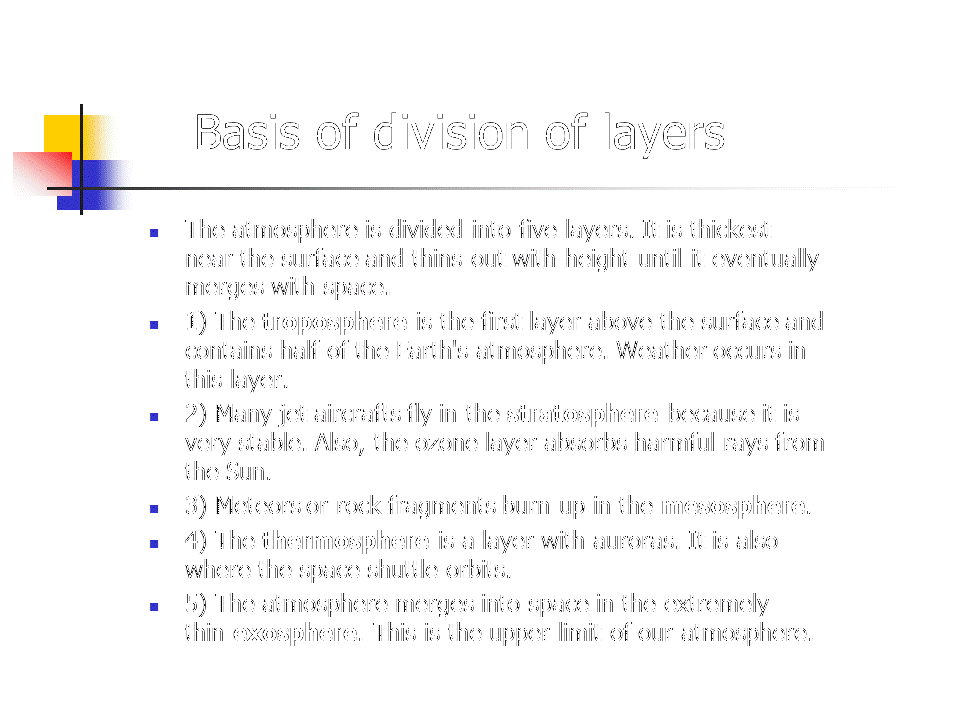 Basis of division of layers
The atmosphere is divided into five layers. It is thickest
near the surface and thins out with height until it eventually
merges with space.
1) The troposphere is the first layer above the surface and
contains half of the Earth's atmosphere. Weather occurs in
this layer.
2) Many jet aircrafts fly in the stratosphere because it is
very stable. Also, the ozone layer absorbs harmful rays from
the Sun.
3) Meteors or rock fragments burn up in the mesosphere.
4) The thermosphere is a layer with auroras. It is also
where the space shuttle orbits.
5) The atmosphere merges into space in the extremely
thin exosphere. This is the upper limit of our atmosphere.